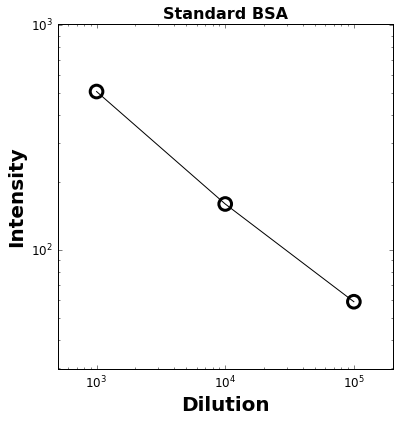 Standard BSA
10³
10²
Intensity
10³ 10⁴ 10⁵
Dilution